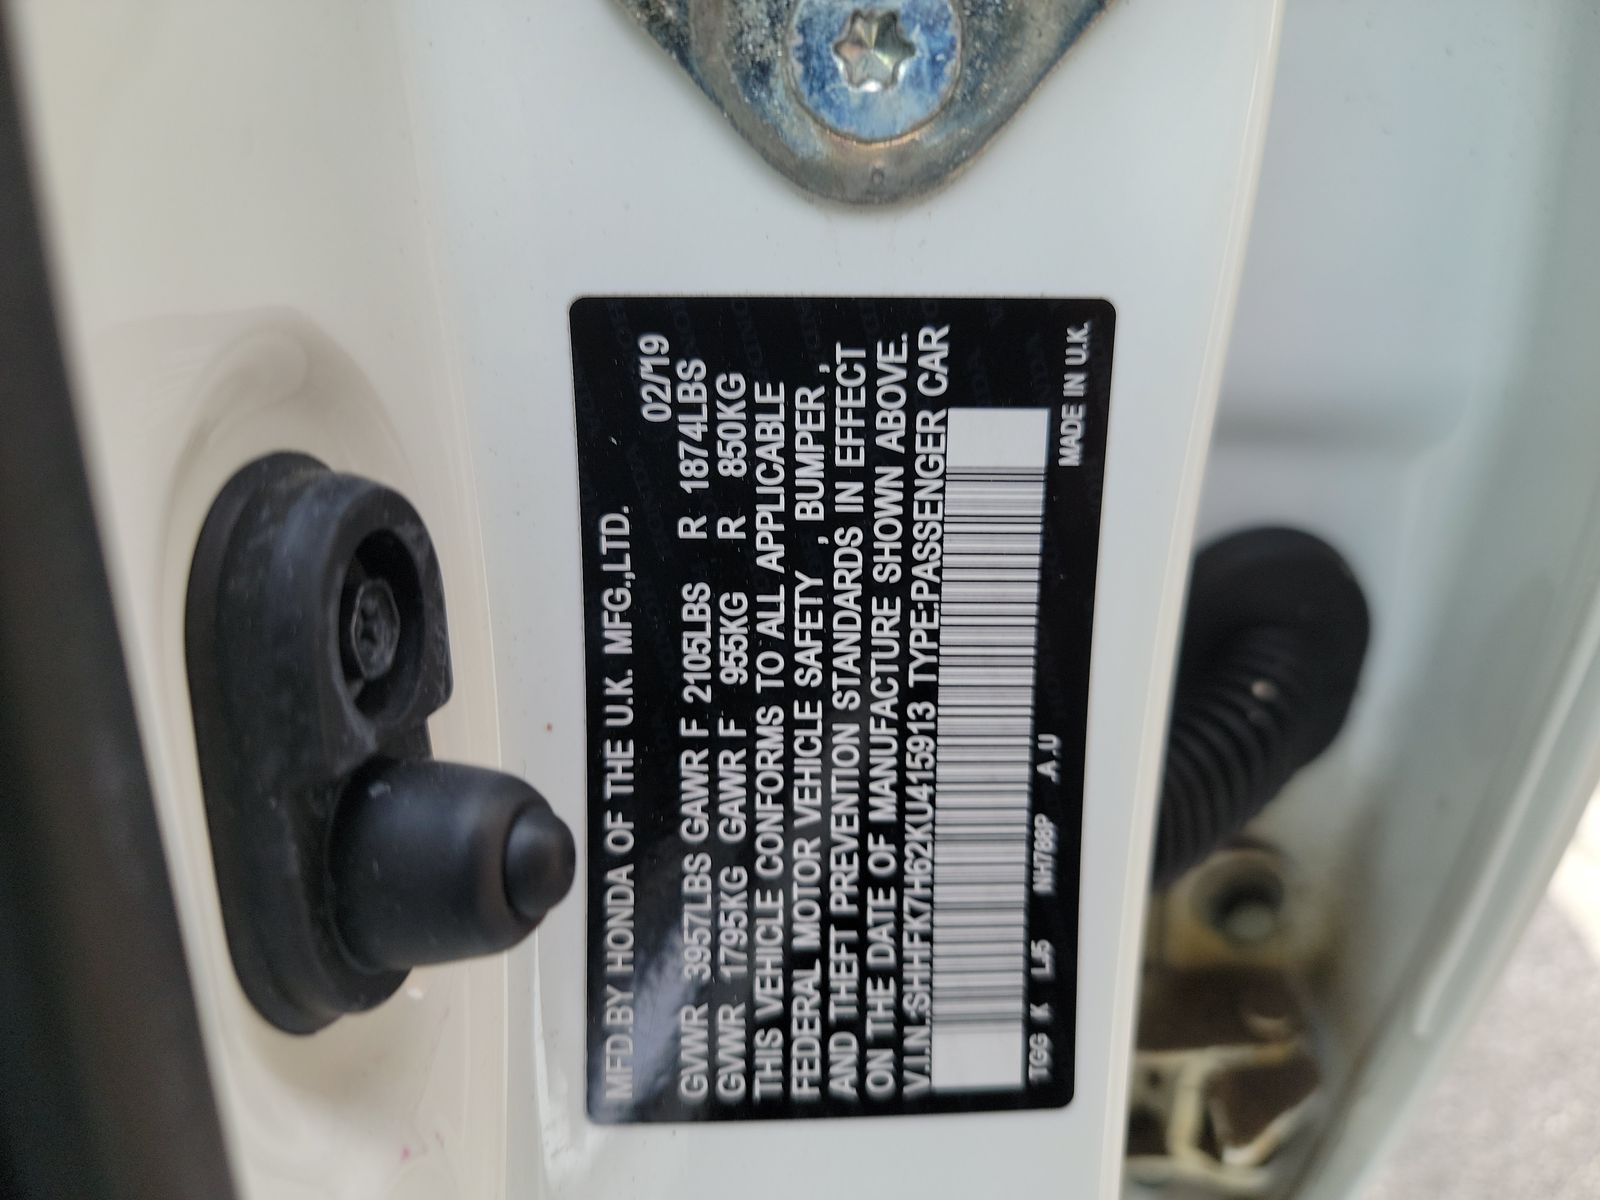 MFD.BY HONDA OF THE U.K. MFG.,LTD. 02/19
GVWR 3957LBS GAWR F 2105LBS R 1874LBS
GVWR 1795KG GAWR F 955KG R 850KG
THIS VEHICLE CONFORMS TO ALL APPLICABLE
FEDERAL MOTOR VEHICLE SAFETY , BUMPER ,
AND THEFT PREVENTION STANDARDS IN EFFECT
ON THE DATE OF MANUFACTURE SHOWN ABOVE.
V.I.N.:SHHFK7H62KU415913 TYPE:PASSENGER CAR
TGG K LJ5 NH788P .A .U MADE IN U.K.